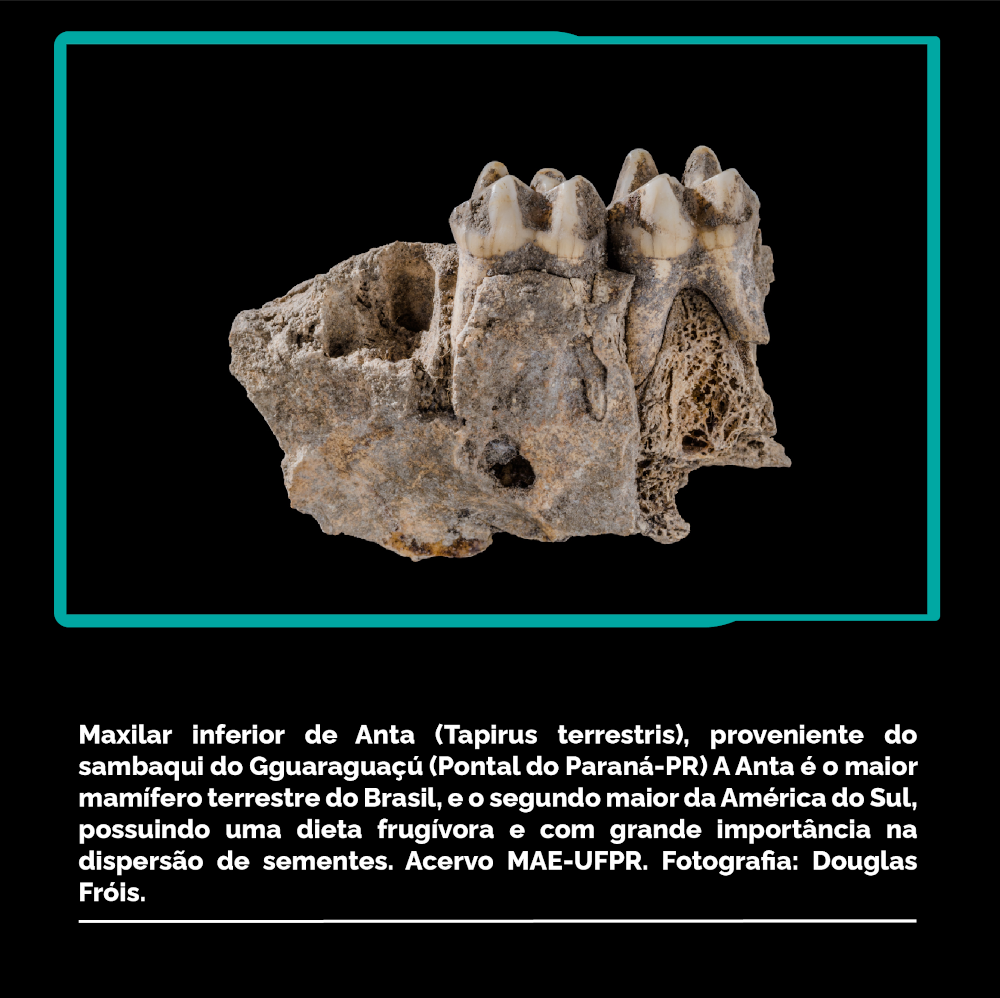 Maxilar inferior de Anta (Tapirus terrestris), proveniente do
sambaqui do Gguaraguaçú (Pontal do Paraná-PR) A Anta é o maior
mamífero terrestre do Brasil, e o segundo maior da América do Sul,
possuindo uma dieta frugívora e com grande importância na
dispersão de sementes. Acervo MAE-UFPR. Fotografia: Douglas
Fróis.